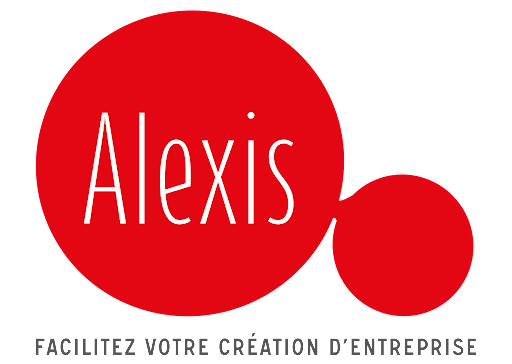 Alexis
FACILITEZ VOTRE CRÉATION D'ENTREPRISE